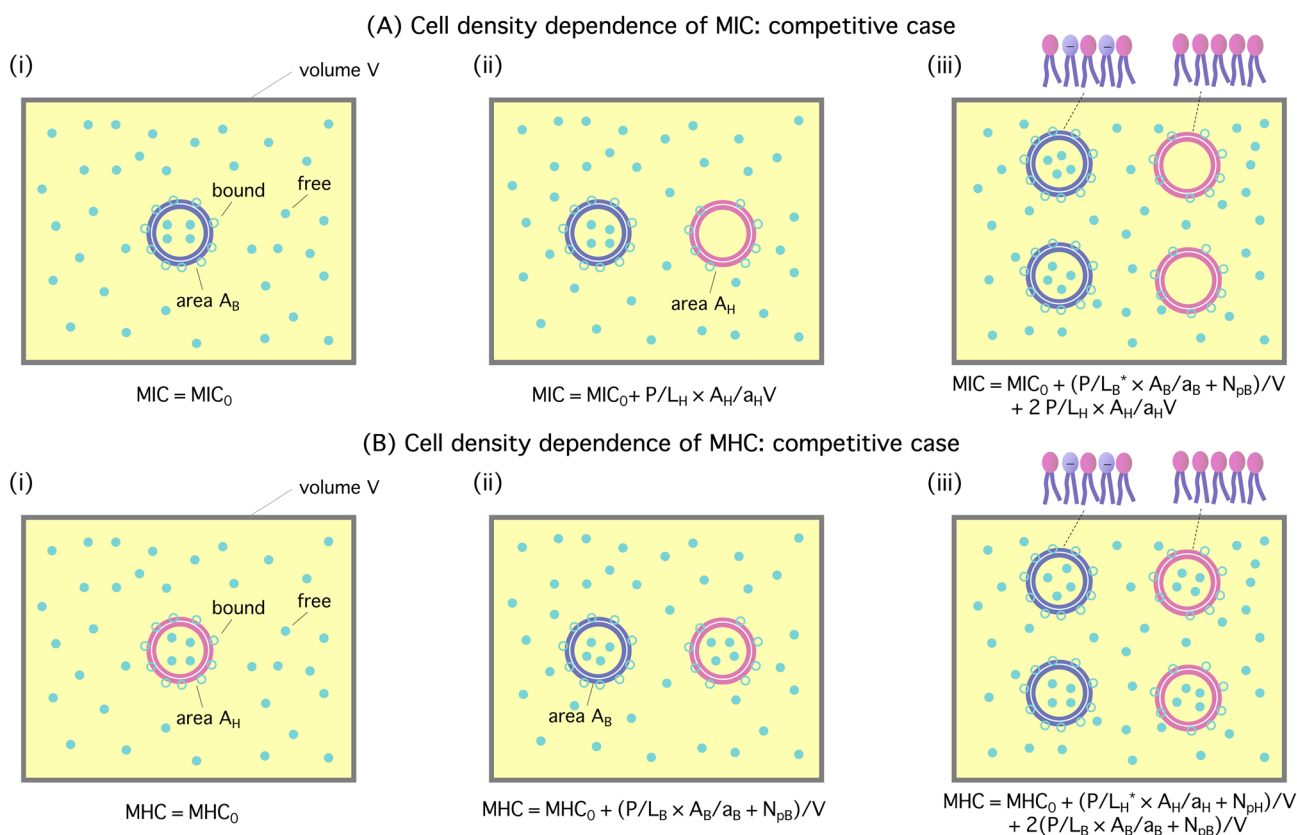 (A) Cell density dependence of MIC: competitive case
(i)
volume V
bound
free
area A_B
MIC = MIC_0
(ii)
area A_H
MIC = MIC_0+ P/L_H × A_H/a_HV
(iii)
− −
MIC = MIC_0 + (P/L_B^* × A_B/a_B + N_pB)/V
+ 2 P/L_H × A_H/a_HV
(B) Cell density dependence of MHC: competitive case
(i)
volume V
bound
free
area A_H
MHC = MHC_0
(ii)
area A_B
MHC = MHC_0 + (P/L_B × A_B/a_B + N_pB)/V
(iii)
− −
MHC = MHC_0 + (P/L_H^* × A_H/a_H + N_pH)/V
+ 2(P/L_B × A_B/a_B + N_pB)/V